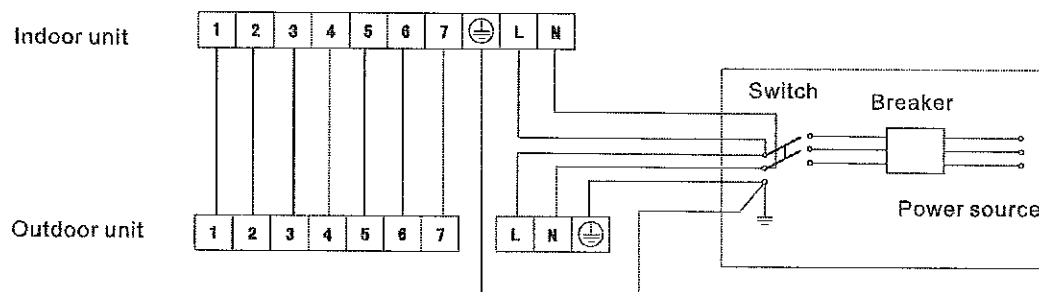 Indoor unit
1 2 3 4 5 6 7 L N
Switch
Breaker
Power source
Outdoor unit
1 2 3 4 5 6 7 L N